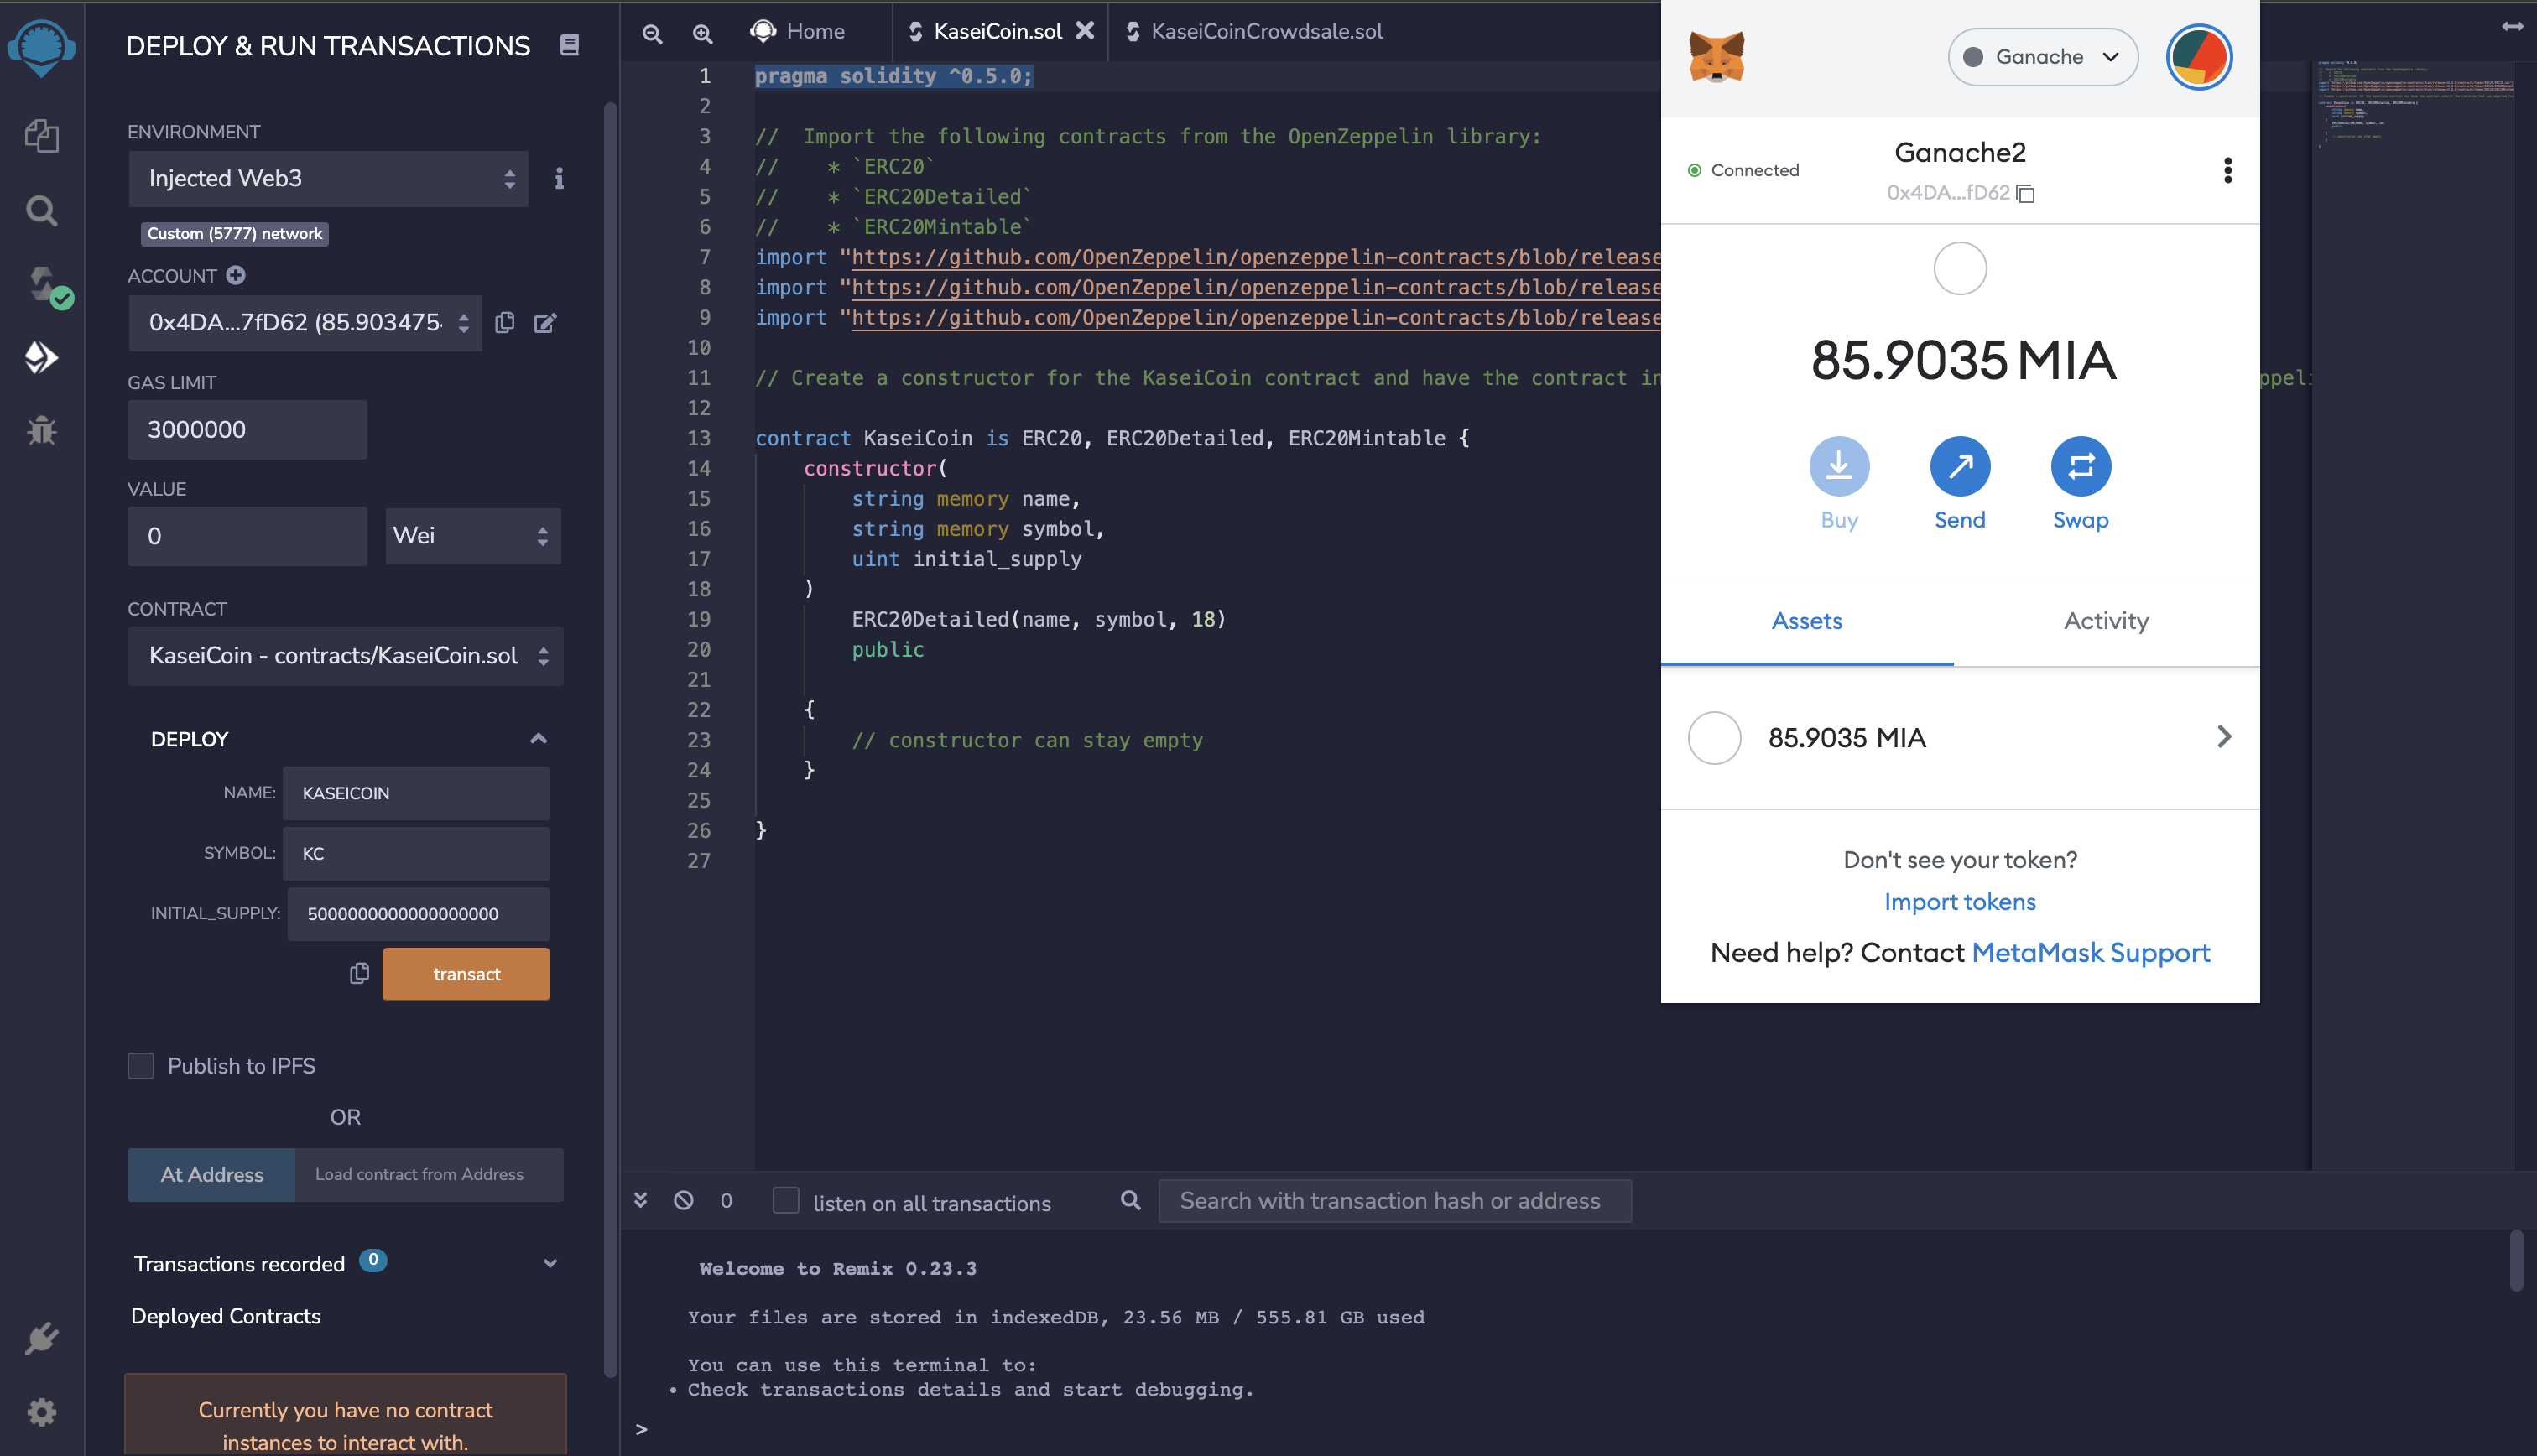 DEPLOY & RUN TRANSACTIONS
ENVIRONMENT
Injected Web3
Custom (5777) network
ACCOUNT
0x4DA...7fD62 (85.903475
GAS LIMIT
3000000
VALUE
0
Wei
CONTRACT
KaseiCoin - contracts/KaseiCoin.sol
DEPLOY
NAME: KASEICOIN
SYMBOL: KC
INITIAL_SUPPLY: 5000000000000000000
transact
Publish to IPFS
OR
At Address Load contract from Address
Transactions recorded 0
Deployed Contracts
Currently you have no contract
instances to interact with.
Home
KaseiCoin.sol
KaseiCoinCrowdsale.sol
1 pragma solidity ^0.5.0;
2
3 //  Import the following contracts from the OpenZeppelin library:
4 //    * `ERC20`
5 //    * `ERC20Detailed`
6 //    * `ERC20Mintable`
7 import "https://github.com/OpenZeppelin/openzeppelin-contracts/blob/release
8 import "https://github.com/OpenZeppelin/openzeppelin-contracts/blob/release
9 import "https://github.com/OpenZeppelin/openzeppelin-contracts/blob/release
10
11 // Create a constructor for the KaseiCoin contract and have the contract in ppeli
12
13 contract KaseiCoin is ERC20, ERC20Detailed, ERC20Mintable {
14     constructor(
15         string memory name,
16         string memory symbol,
17         uint initial_supply
18     )
19         ERC20Detailed(name, symbol, 18)
20         public
21
22     {
23         // constructor can stay empty
24     }
25
26 }
27
Ganache
Connected
Ganache2
0x4DA...fD62
85.9035 MIA
Buy
Send
Swap
Assets
Activity
85.9035 MIA
Don't see your token?
Import tokens
Need help? Contact MetaMask Support
0
listen on all transactions
Search with transaction hash or address
Welcome to Remix 0.23.3
Your files are stored in indexedDB, 23.56 MB / 555.81 GB used
You can use this terminal to:
• Check transactions details and start debugging.
>